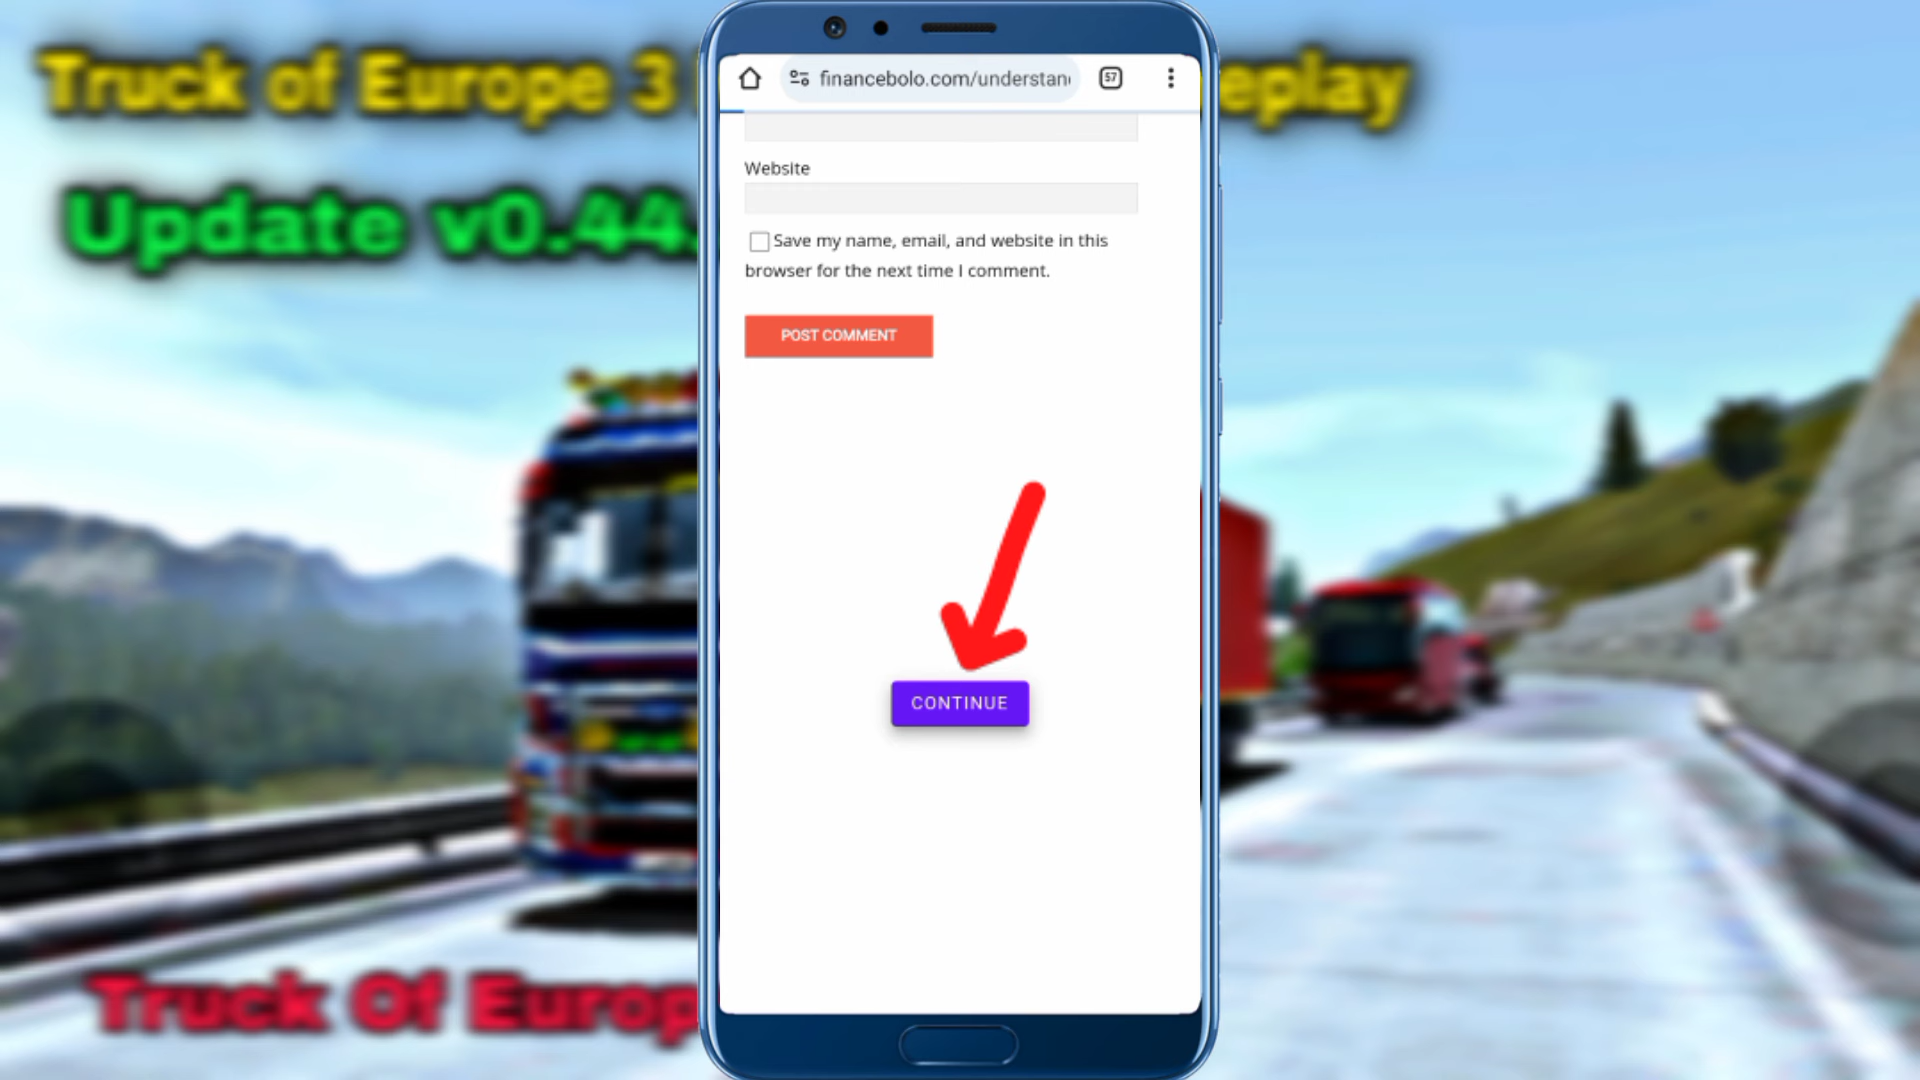 Truck of Europe 3
eplay
Update v0.44.
financebolo.com/understan
57
Website
Save my name, email, and website in this
browser for the next time I comment.
POST COMMENT
CONTINUE
Truck Of Europ